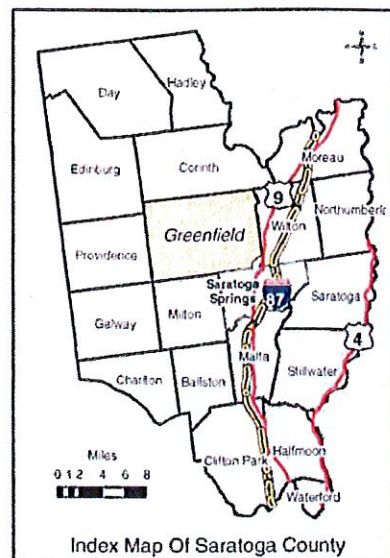 Hadley
Day
Moreau
Edinburg
Corinth
9
Northumberl
Wilton
Greenfield
Providence
Saratoga
Springs
87
Saratoga
Milton
Galway
4
Malta
Stillwater
Charlton
Ballston
Miles
0 1 2 4 6 8
Clifton Park
Halfmoon
Waterford
Index Map Of Saratoga County